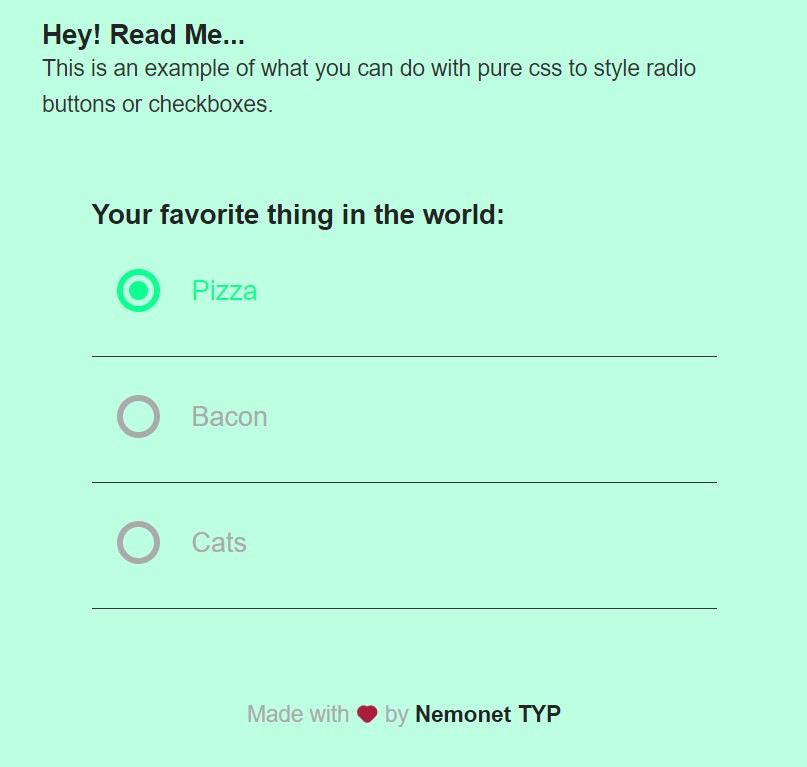 Hey! Read Me...
This is an example of what you can do with pure css to style radio
buttons or checkboxes.
Your favorite thing in the world:
Pizza
Bacon
Cats
Made with ❤ by Nemonet TYP